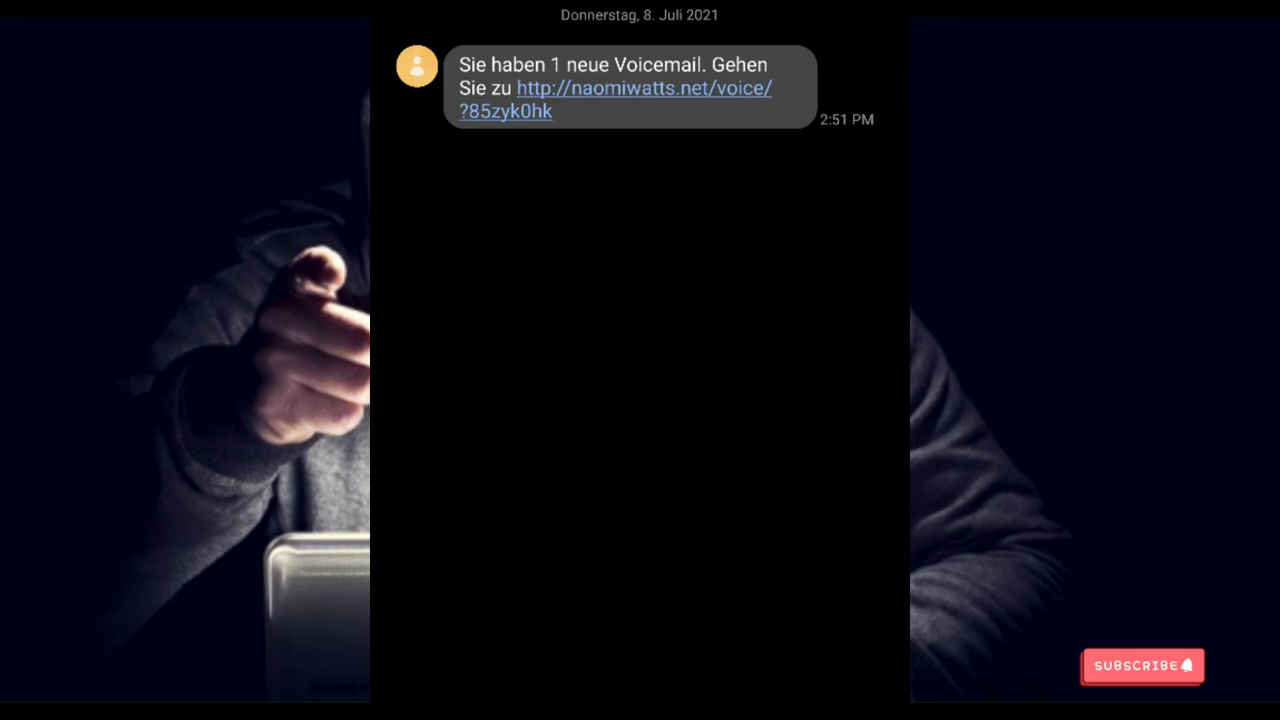 Donnerstag, 8. Juli 2021
Sie haben 1 neue Voicemail. Gehen
Sie zu http://naomiwatts.net/voice/
?85zyk0hk
2:51 PM
SUBSCRIBE